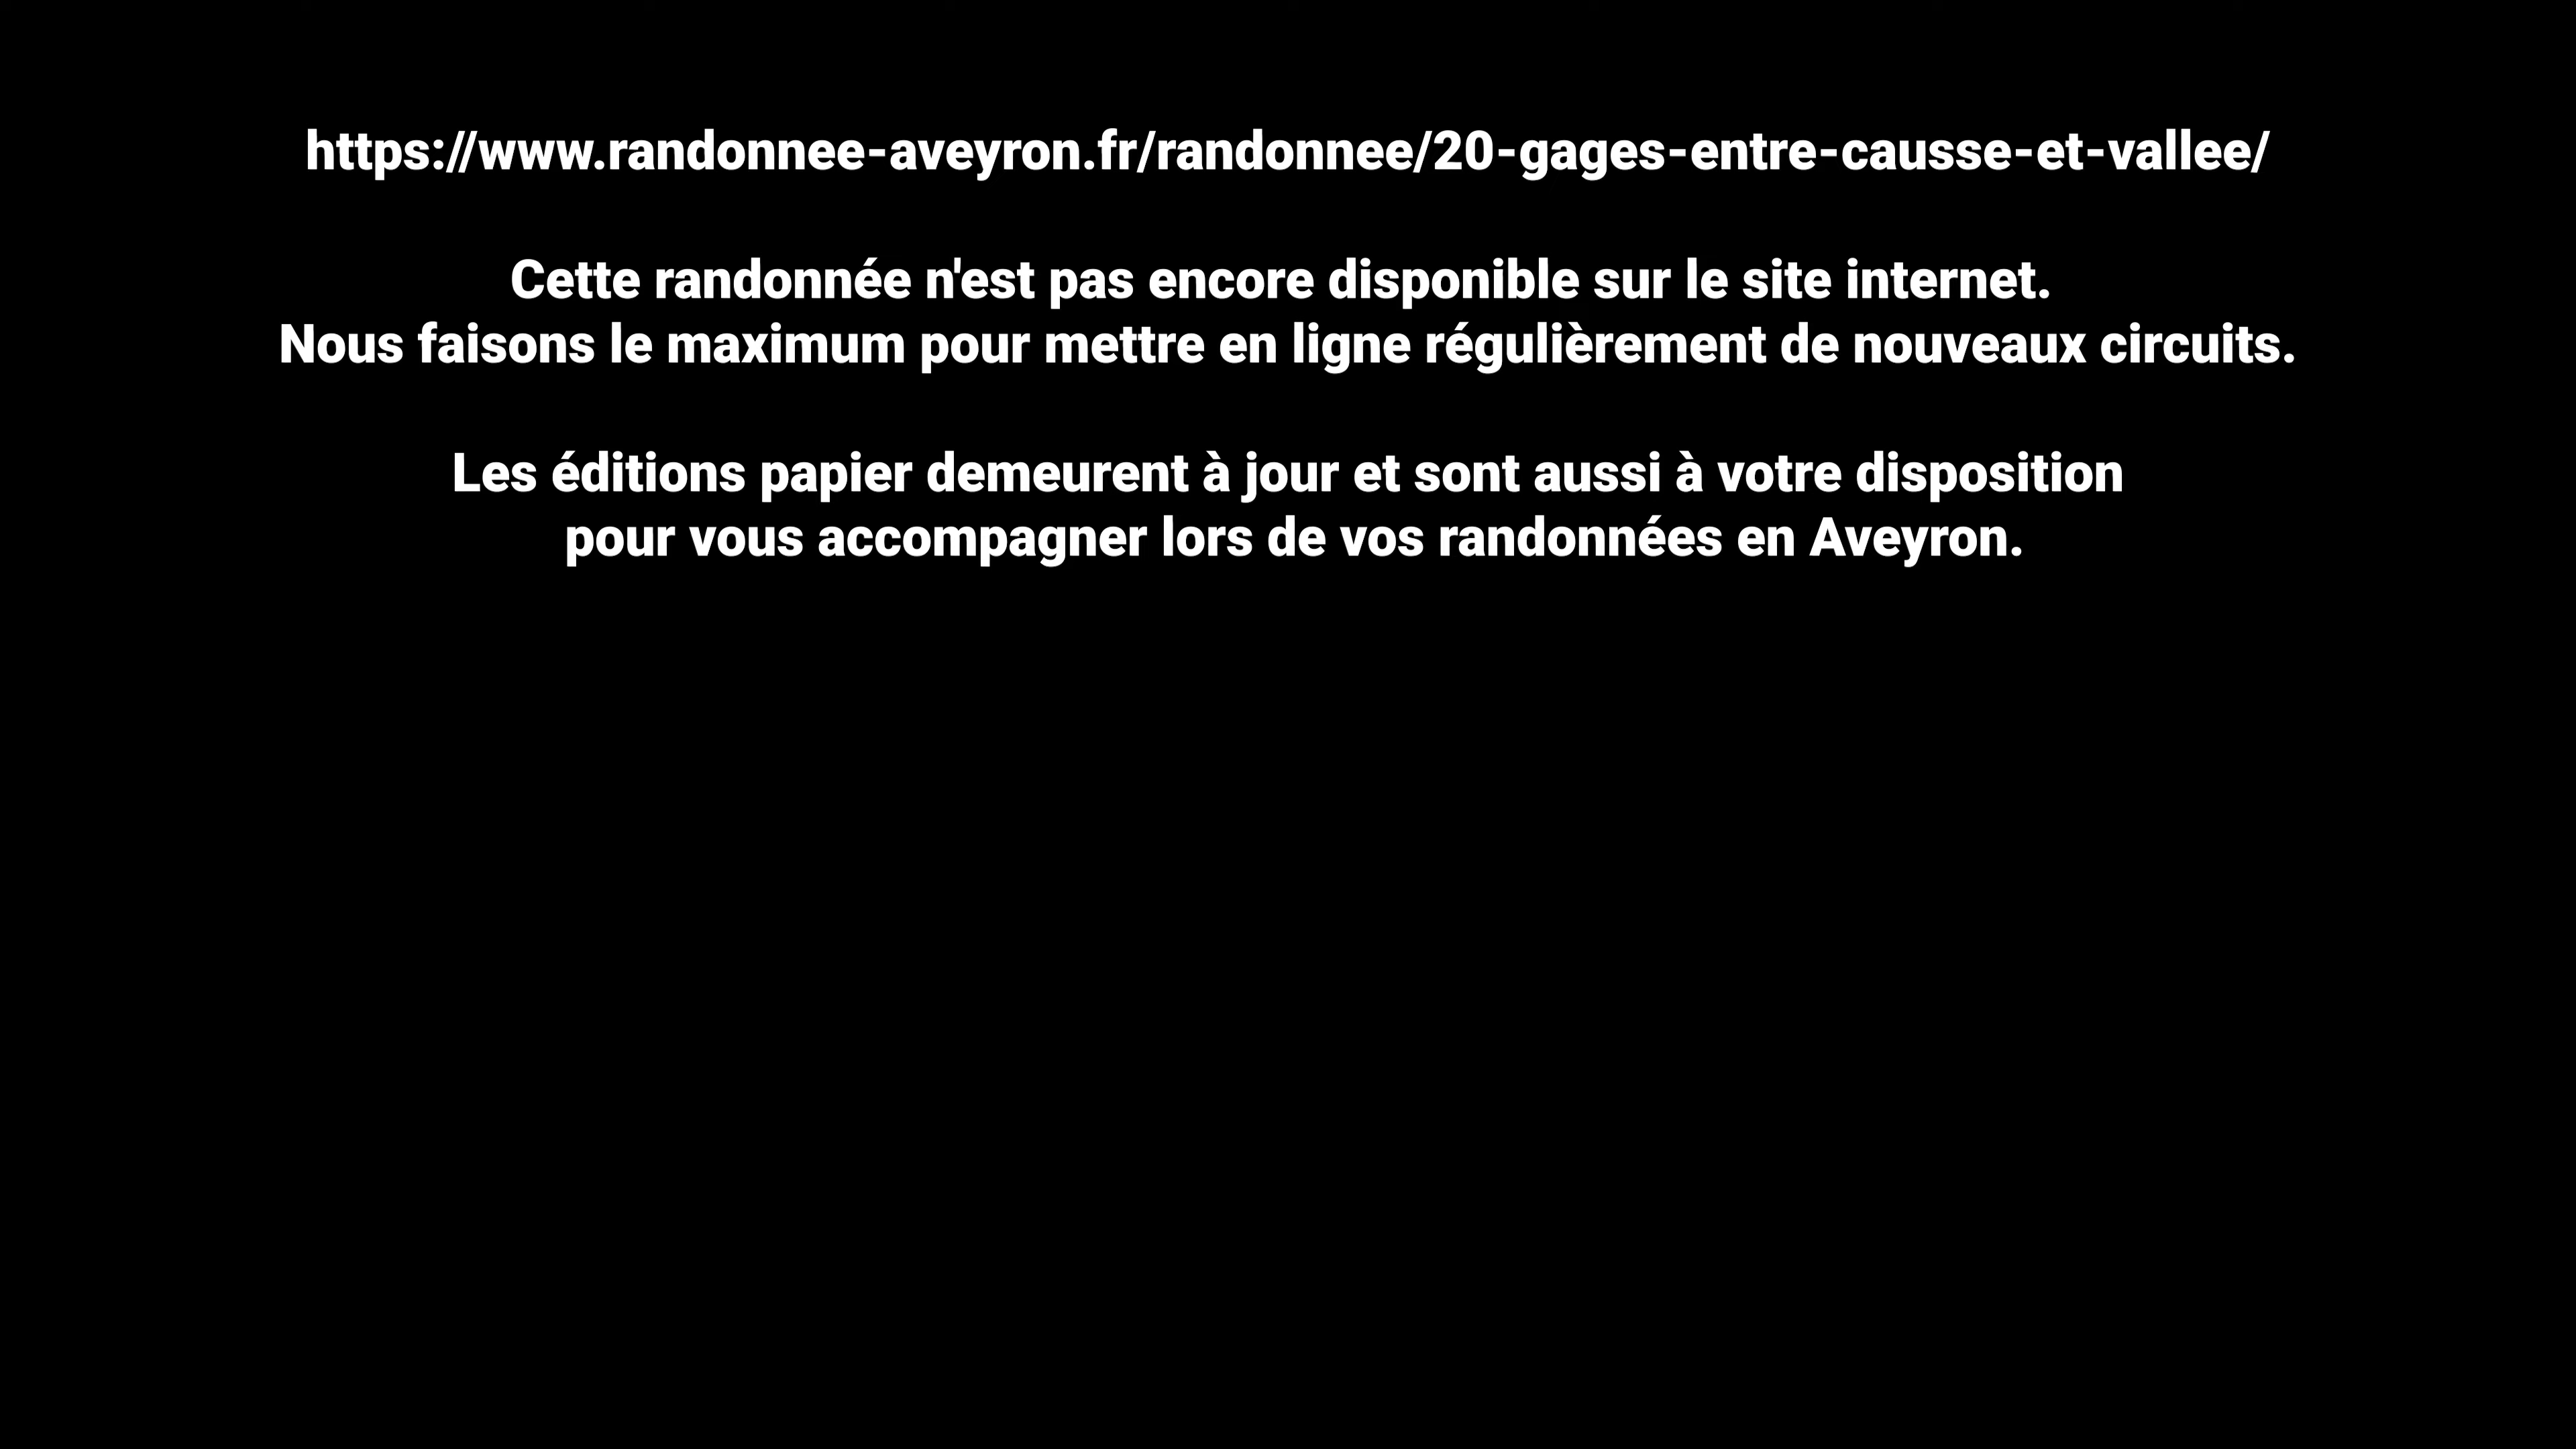 https://www.randonnee-aveyron.fr/randonnee/20-gages-entre-causse-et-vallee/
Cette randonnée n'est pas encore disponible sur le site internet.
Nous faisons le maximum pour mettre en ligne régulièrement de nouveaux circuits.
Les éditions papier demeurent à jour et sont aussi à votre disposition
pour vous accompagner lors de vos randonnées en Aveyron.